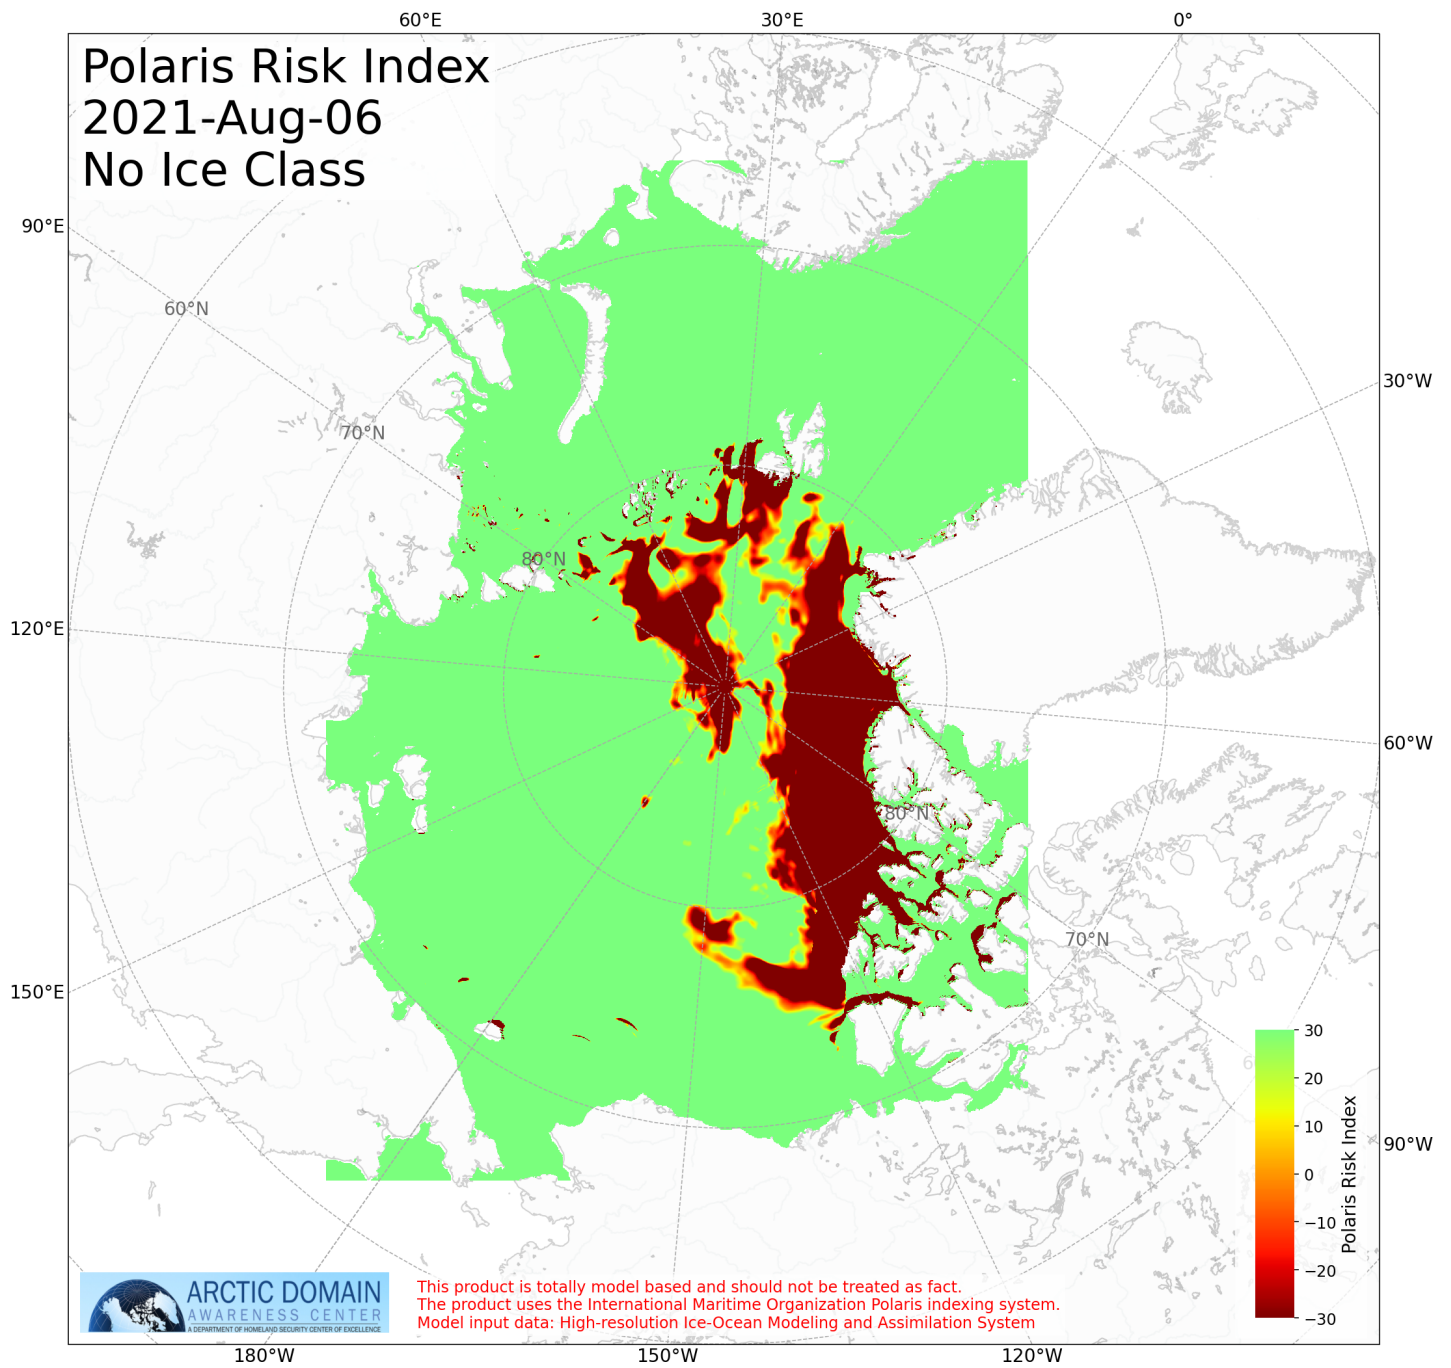 60°E
30°E
0°
Polaris Risk Index
2021-Aug-06
No Ice Class
90°E
60°N
30°W
70°N
80°N
120°E
60°W
80°N
70°N
150°E
30
20
10
0
−10
−20
−30
Polaris Risk Index
90°W
ARCTIC DOMAIN
AWARENESS CENTER
A DEPARTMENT OF HOMELAND SECURITY CENTER OF EXCELLENCE
This product is totally model based and should not be treated as fact.
The product uses the International Maritime Organization Polaris indexing system.
Model input data: High-resolution Ice-Ocean Modeling and Assimilation System
180°W
150°W
120°W